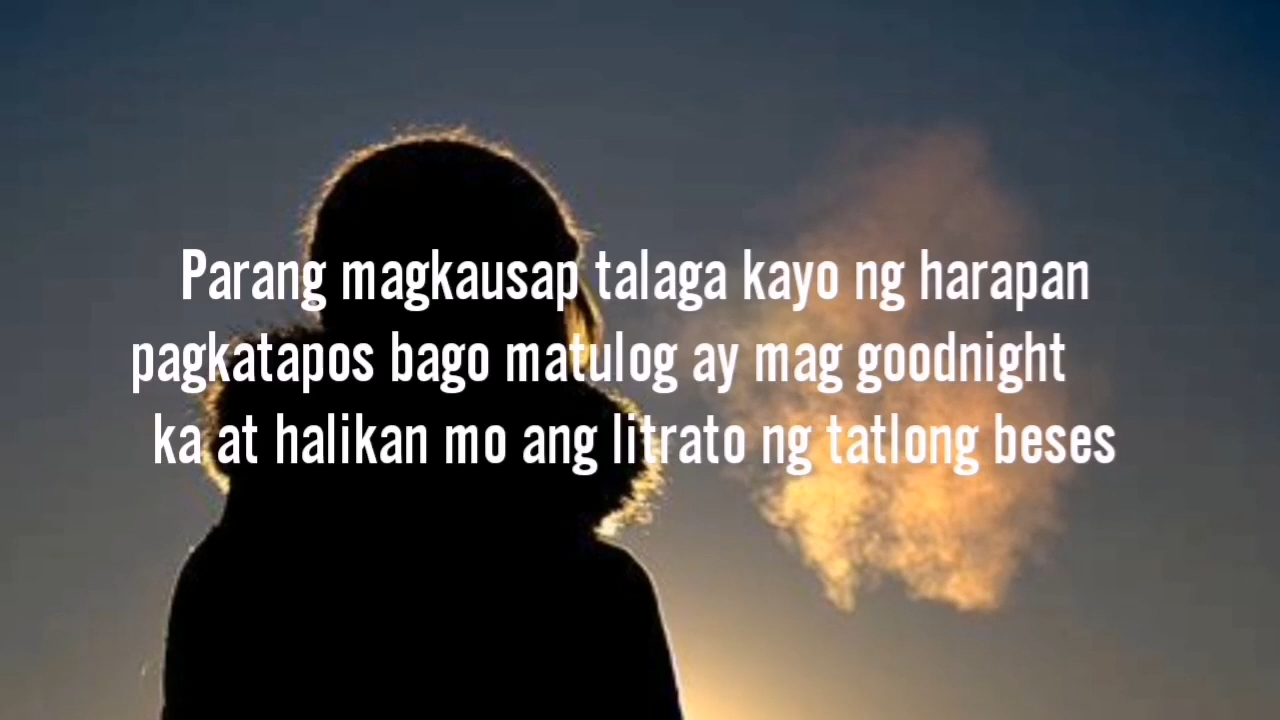 Parang magkausap talaga kayo ng harapan
pagkatapos bago matulog ay mag goodnight
ka at halikan mo ang litrato ng tatlong beses